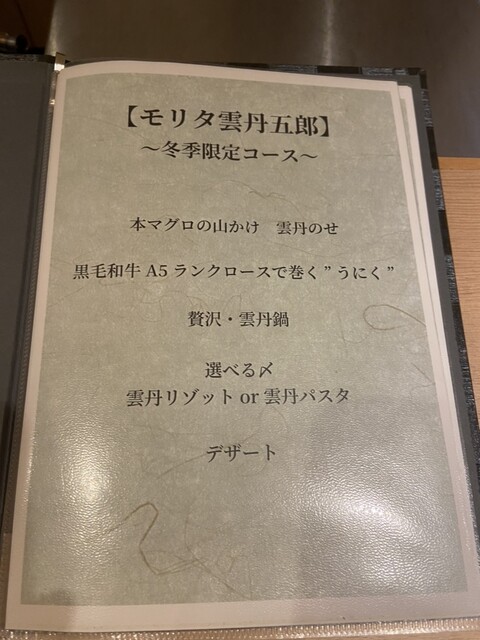 【モリタ雲丹五郎】
～冬季限定コース～
本マグロの山かけ　雲丹のせ
黒毛和牛 A5 ランクロースで巻く ” うにく ”
贅沢・雲丹鍋
選べる〆
雲丹リゾット or 雲丹パスタ
デザート